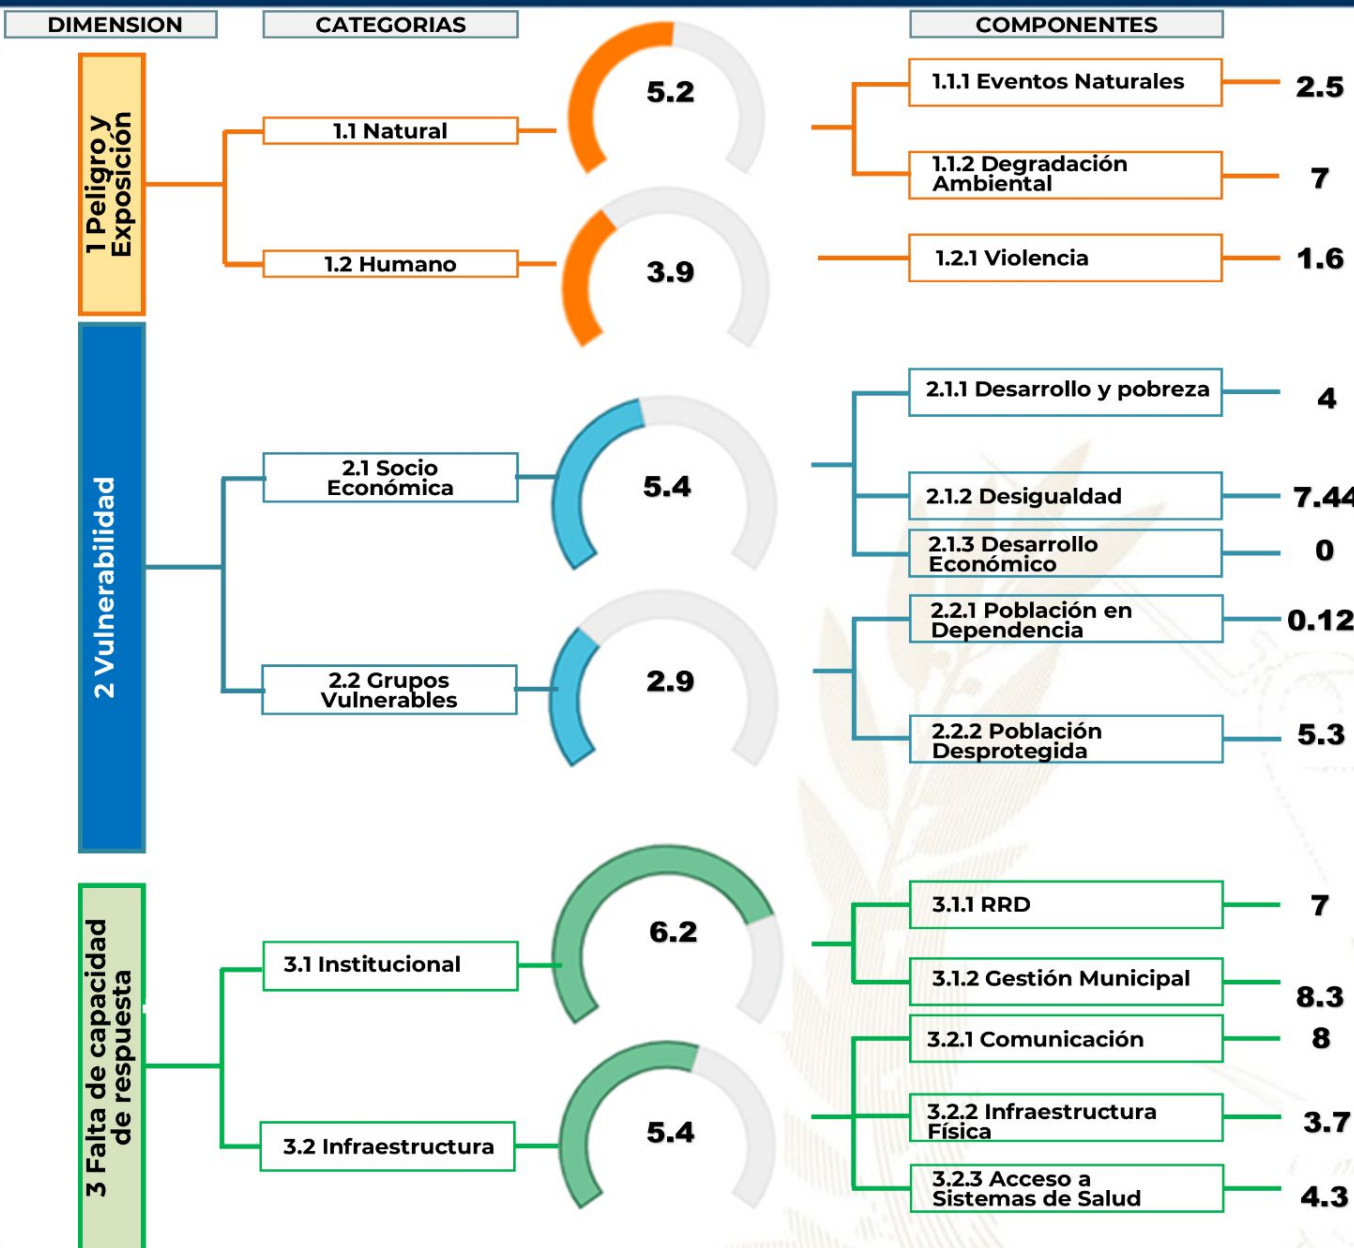 DIMENSION
CATEGORIAS
COMPONENTES
1 Peligro y
Exposición
1.1 Natural
5.2
1.1.1 Eventos Naturales
2.5
1.1.2 Degradación
Ambiental
7
1.2 Humano
3.9
1.2.1 Violencia
1.6
2 Vulnerabilidad
2.1 Socio
Económica
5.4
2.1.1 Desarrollo y pobreza
4
2.1.2 Desigualdad
7.44
2.1.3 Desarrollo
Económico
0
2.2 Grupos
Vulnerables
2.9
2.2.1 Población en
Dependencia
0.12
2.2.2 Población
Desprotegida
5.3
3 Falta de capacidad
de respuesta
3.1 Institucional
6.2
3.1.1 RRD
7
3.1.2 Gestión Municipal
8.3
3.2 Infraestructura
5.4
3.2.1 Comunicación
8
3.2.2 Infraestructura
Física
3.7
3.2.3 Acceso a
Sistemas de Salud
4.3